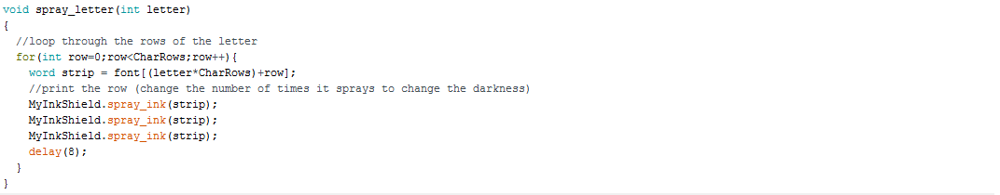 void spray_letter(int letter)
{
  //loop through the rows of the letter
  for(int row=0;row<CharRows;row++){
    word strip = font[(letter*CharRows)+row];
    //print the row (change the number of times it sprays to change the darkness)
    MyInkShield.spray_ink(strip);
    MyInkShield.spray_ink(strip);
    MyInkShield.spray_ink(strip);
    delay(8);
  }
}